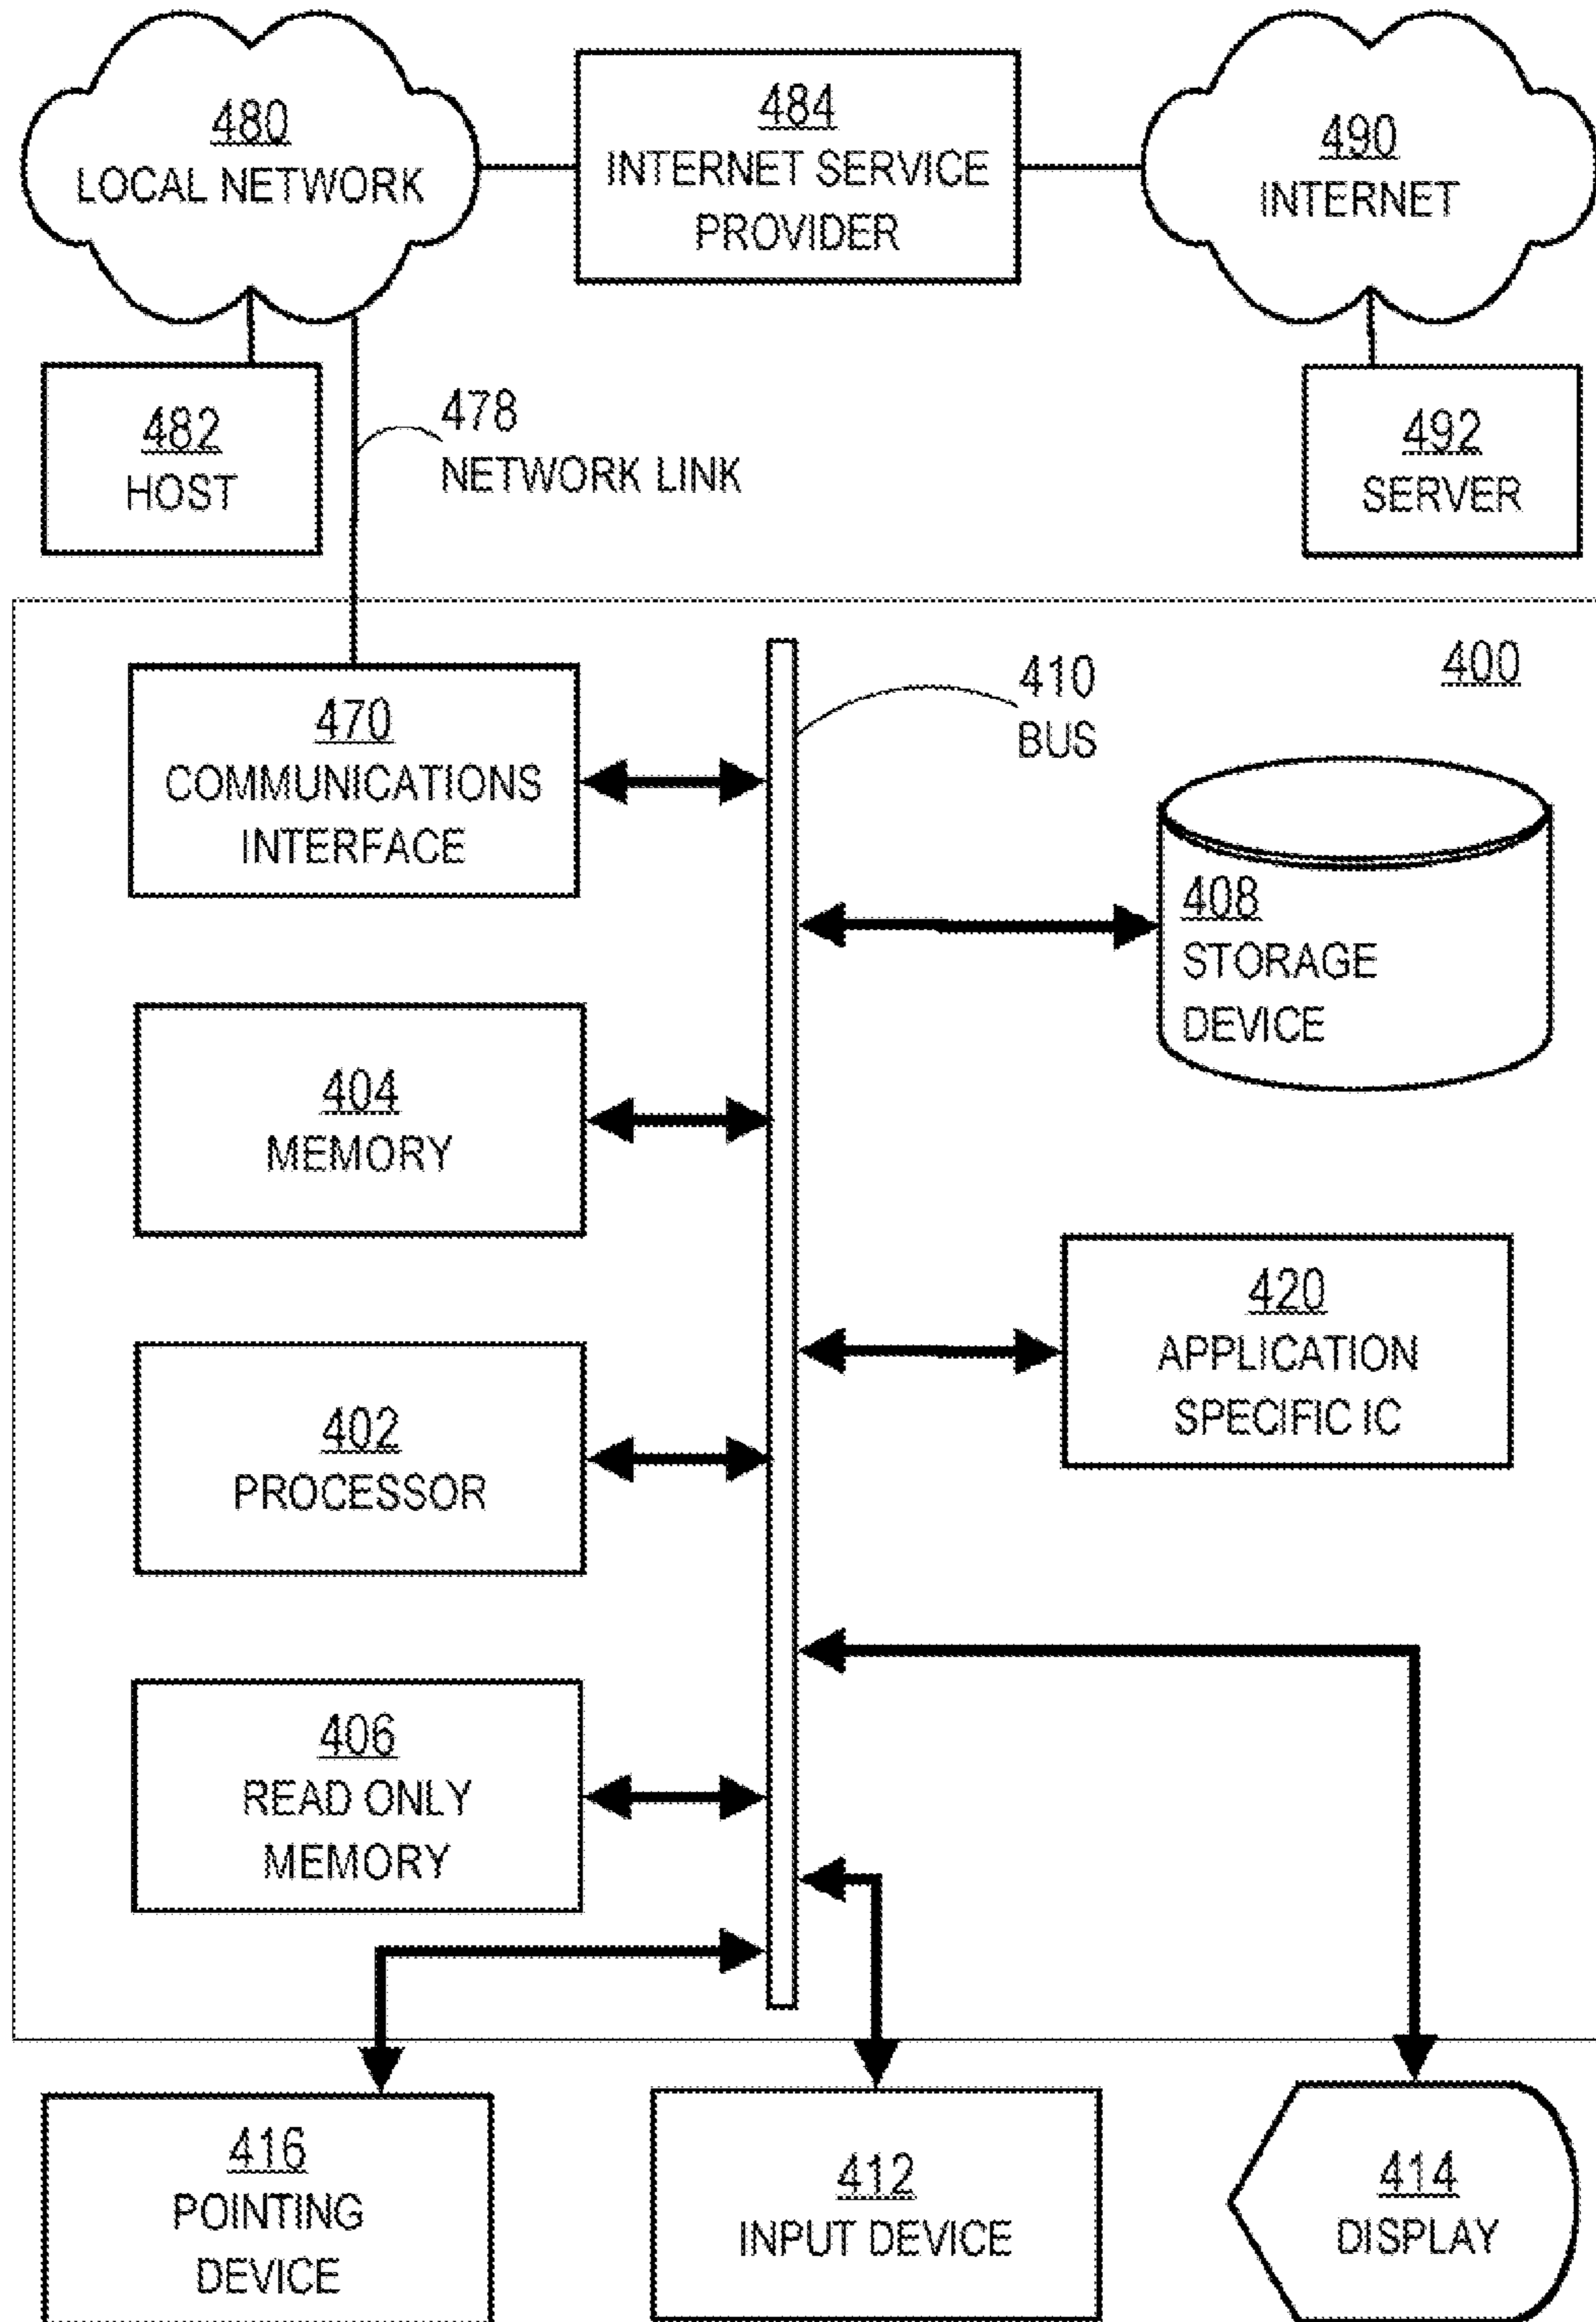 480
LOCAL NETWORK
484
INTERNET SERVICE
PROVIDER
490
INTERNET
482
HOST
478
NETWORK LINK
492
SERVER
400
470
COMMUNICATIONS
INTERFACE
410
BUS
408
STORAGE
DEVICE
404
MEMORY
420
APPLICATION
SPECIFIC IC
402
PROCESSOR
406
READ ONLY
MEMORY
416
POINTING
DEVICE
412
INPUT DEVICE
414
DISPLAY